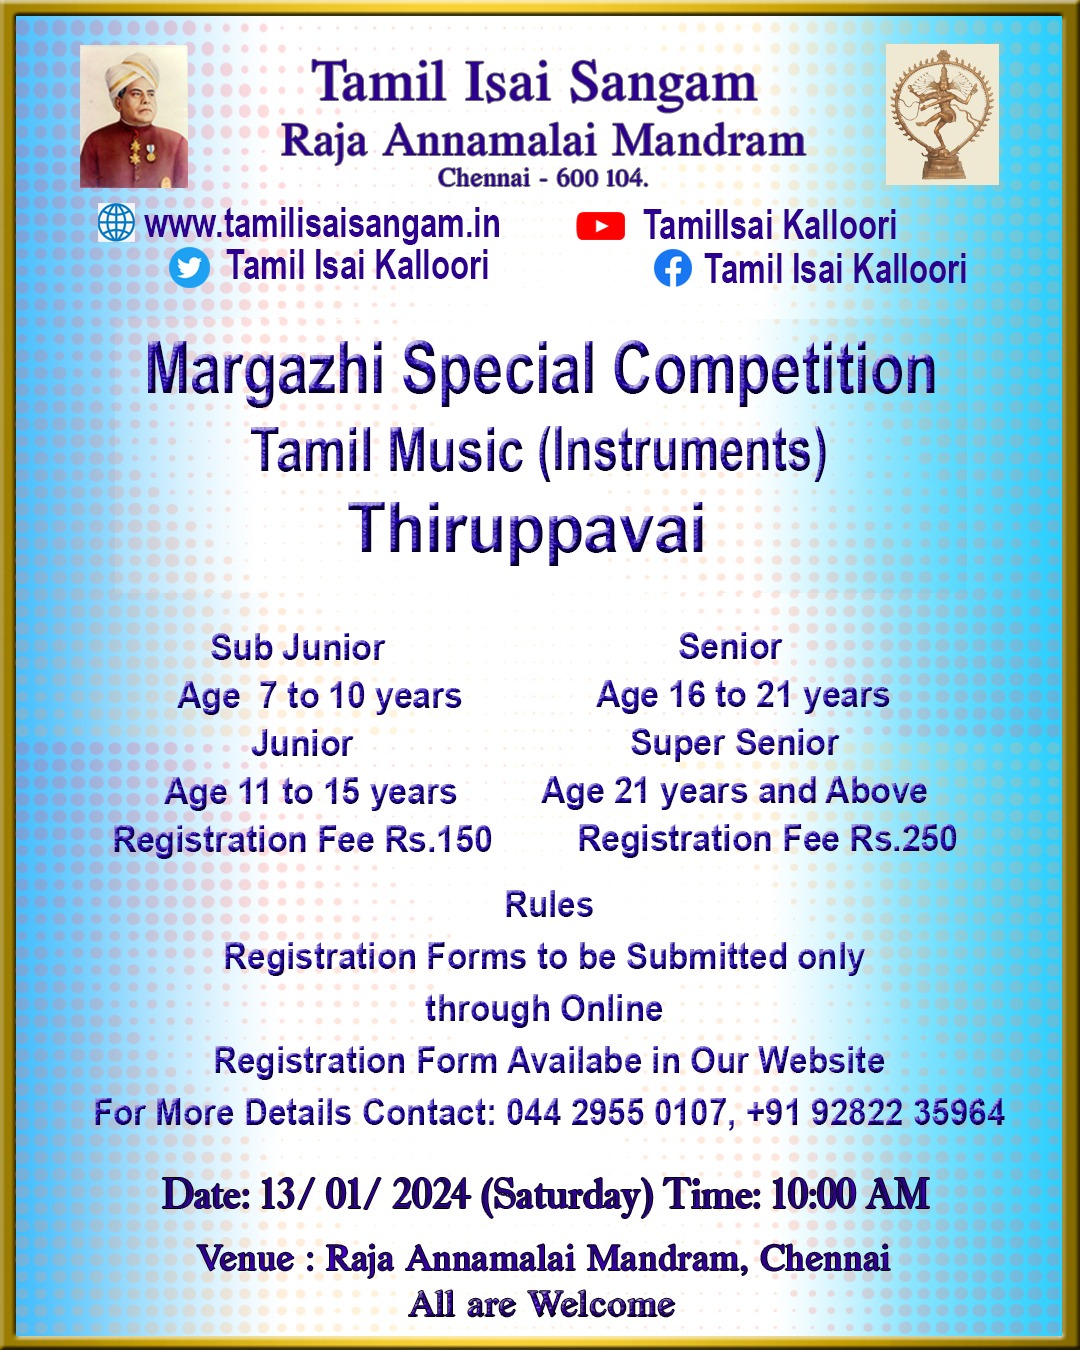 Tamil Isai Sangam
Raja Annamalai Mandram
Chennai - 600 104.
www.tamilisaisangam.in
TamilIsai Kalloori
Tamil Isai Kalloori
Tamil Isai Kalloori
Margazhi Special Competition
Tamil Music (Instruments)
Thiruppavai
Sub Junior
Age 7 to 10 years
Junior
Age 11 to 15 years
Registration Fee Rs.150
Senior
Age 16 to 21 years
Super Senior
Age 21 years and Above
Registration Fee Rs.250
Rules
Registration Forms to be Submitted only
through Online
Registration Form Availabe in Our Website
For More Details Contact: 044 2955 0107, +91 92822 35964
Date: 13/ 01/ 2024 (Saturday) Time: 10:00 AM
Venue : Raja Annamalai Mandram, Chennai
All are Welcome